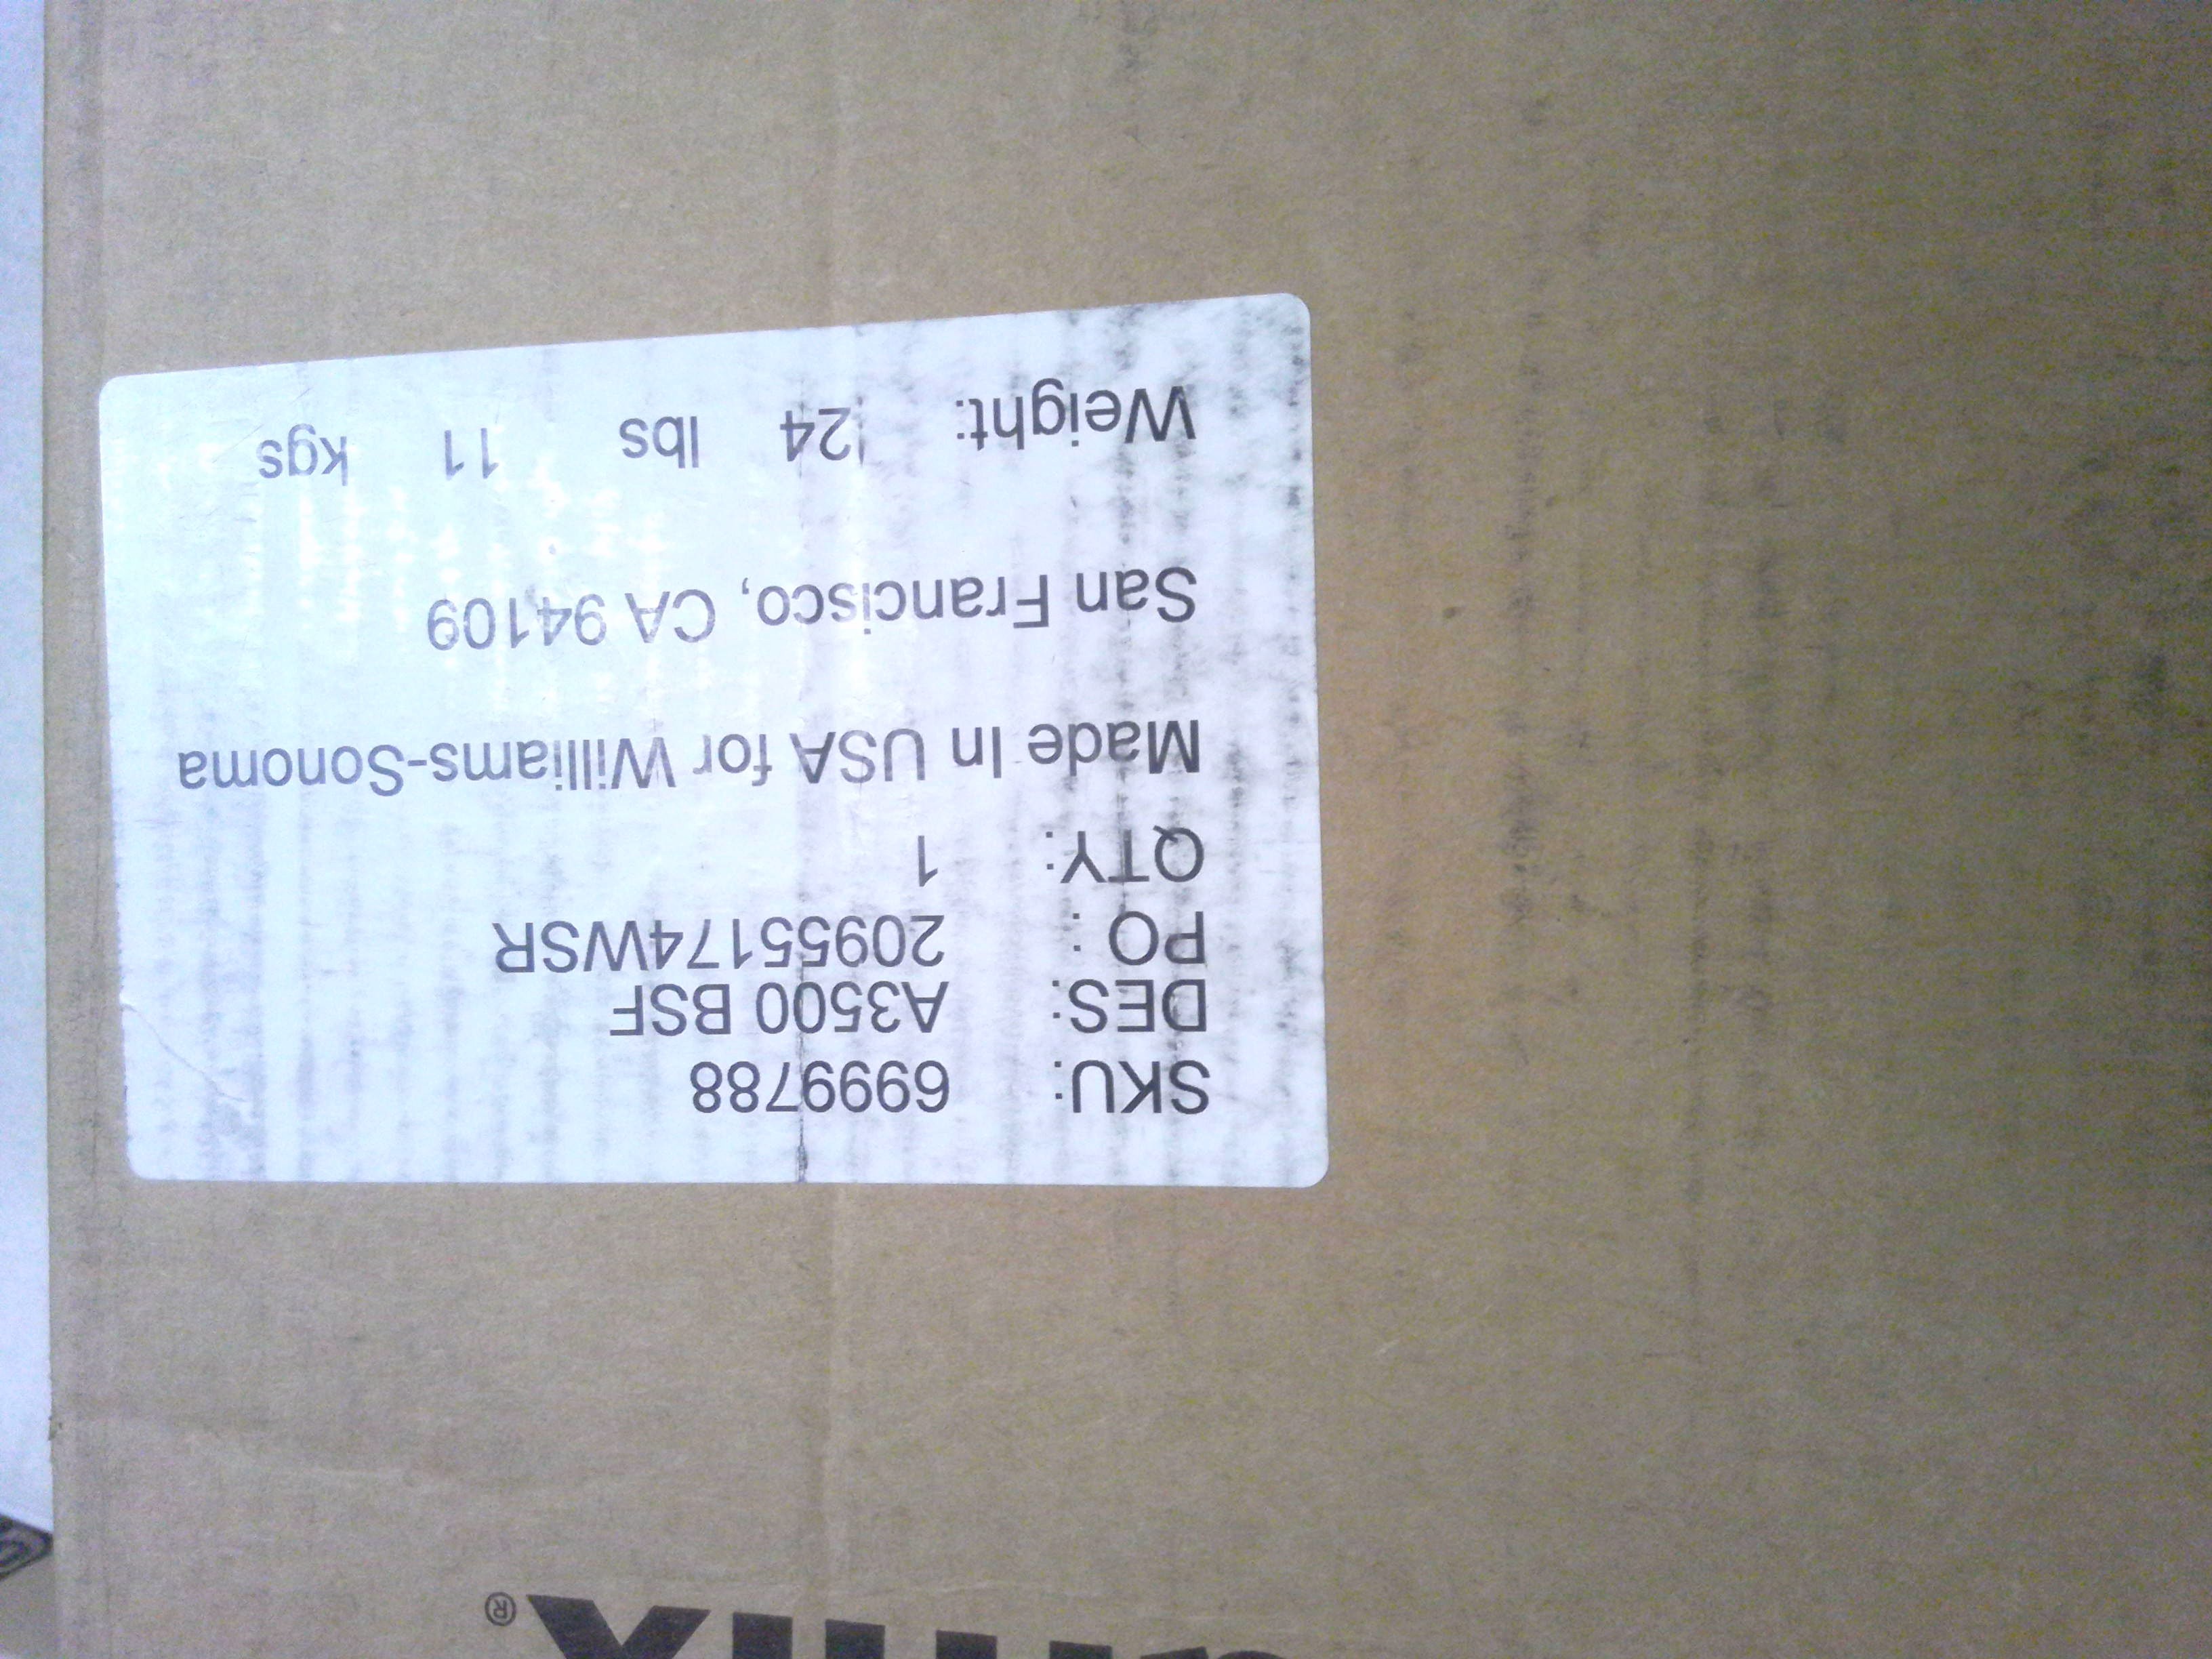 SKU: 6999788
DES: A3500 BSF
PO : 20955174WSR
QTY: 1
Made In USA for Williams-Sonoma
San Francisco, CA 94109
Weight: 24 lbs 11 kgs